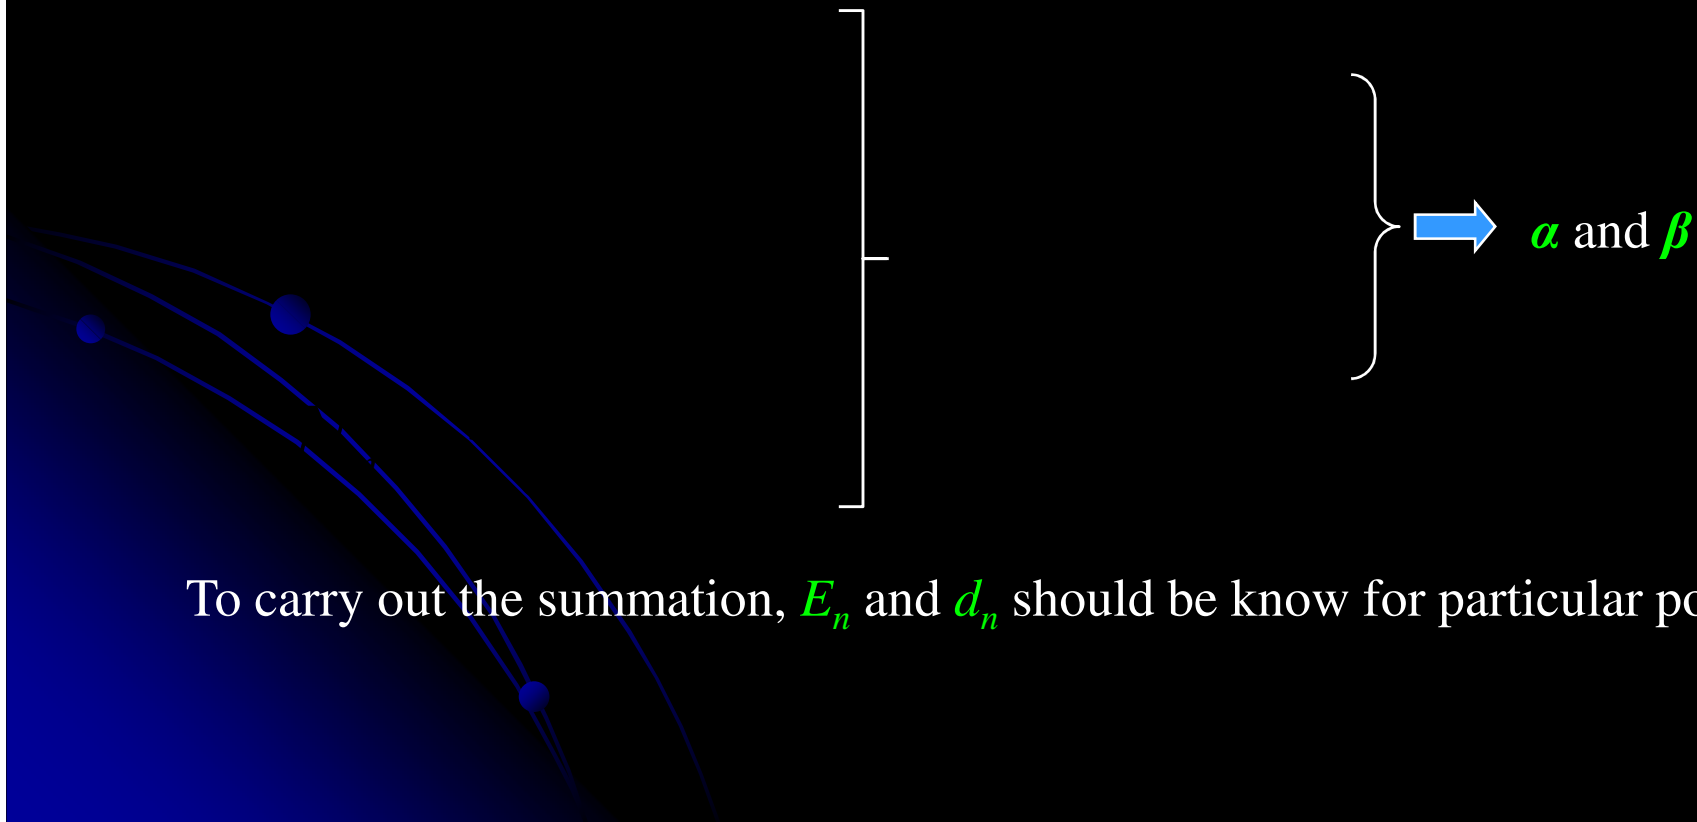 α and β
To carry out the summation, Eₙ and dₙ should be know for particular